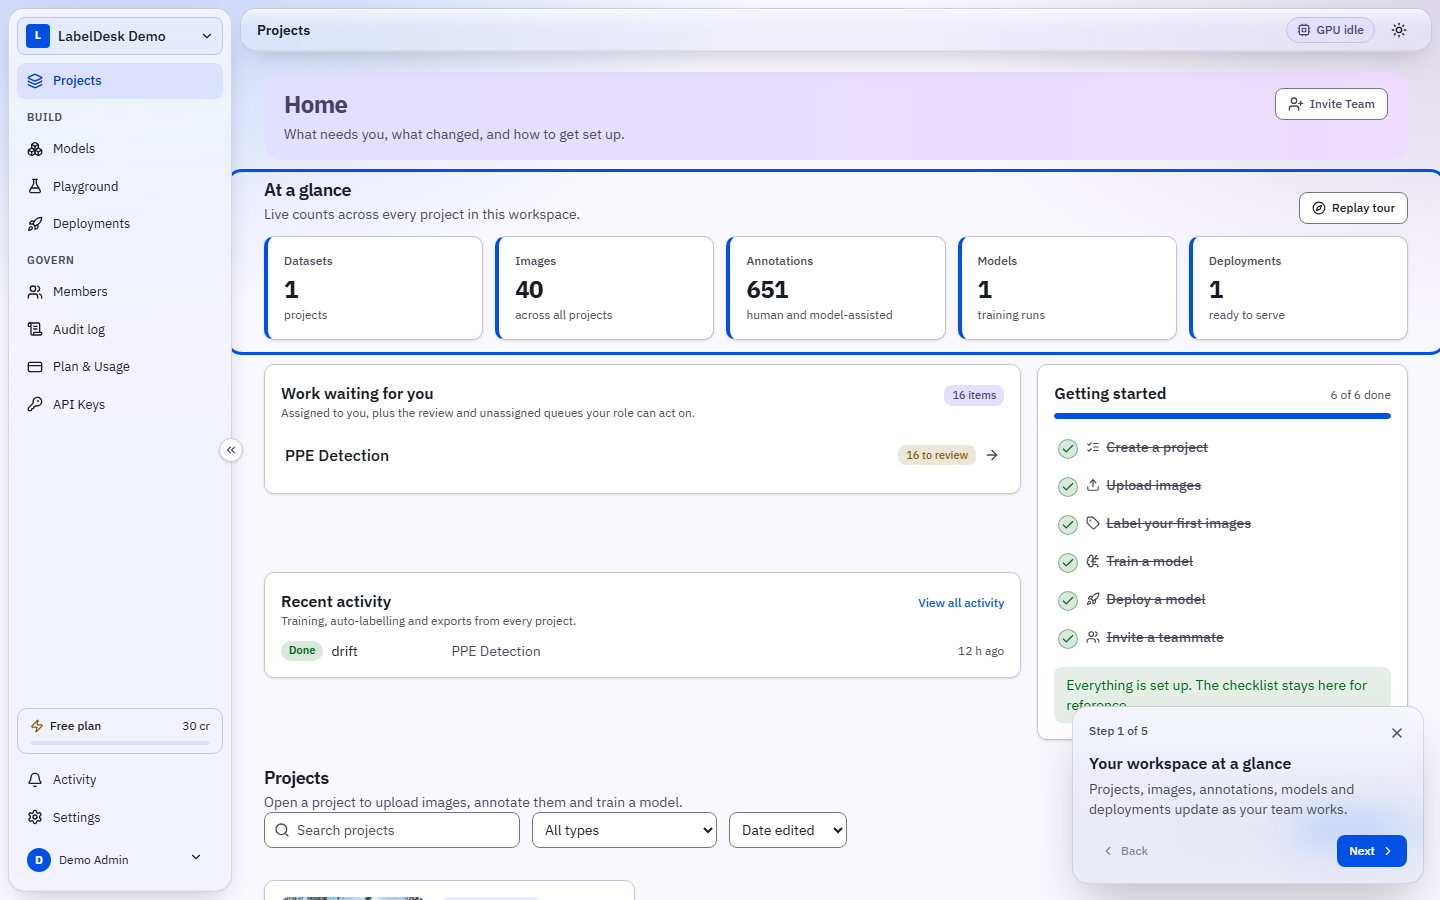 L LabelDesk Demo
Projects
BUILD
Models
Playground
Deployments
GOVERN
Members
Audit log
Plan & Usage
API Keys
Free plan 30 cr
Activity
Settings
D Demo Admin
Projects
GPU idle
Home
What needs you, what changed, and how to get set up.
Invite Team
At a glance
Live counts across every project in this workspace.
Replay tour
Datasets
1
projects
Images
40
across all projects
Annotations
651
human and model-assisted
Models
1
training runs
Deployments
1
ready to serve
Work waiting for you
16 items
Assigned to you, plus the review and unassigned queues your role can act on.
PPE Detection
16 to review
Recent activity
View all activity
Training, auto-labelling and exports from every project.
Done drift PPE Detection 12 h ago
Getting started
6 of 6 done
Create a project
Upload images
Label your first images
Train a model
Deploy a model
Invite a teammate
Everything is set up. The checklist stays here for
reference.
Projects
Open a project to upload images, annotate them and train a model.
Search projects
All types
Date edited
Step 1 of 5
Your workspace at a glance
Projects, images, annotations, models and
deployments update as your team works.
Back
Next